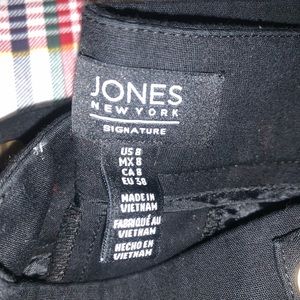 JONES
NEW YORK
SIGNATURE
US 8
MX 8
CA 8
EU 38
MADE IN
VIETNAM
FABRIQUÉ AU
VIETNAM
HECHO EN
VIETNAM